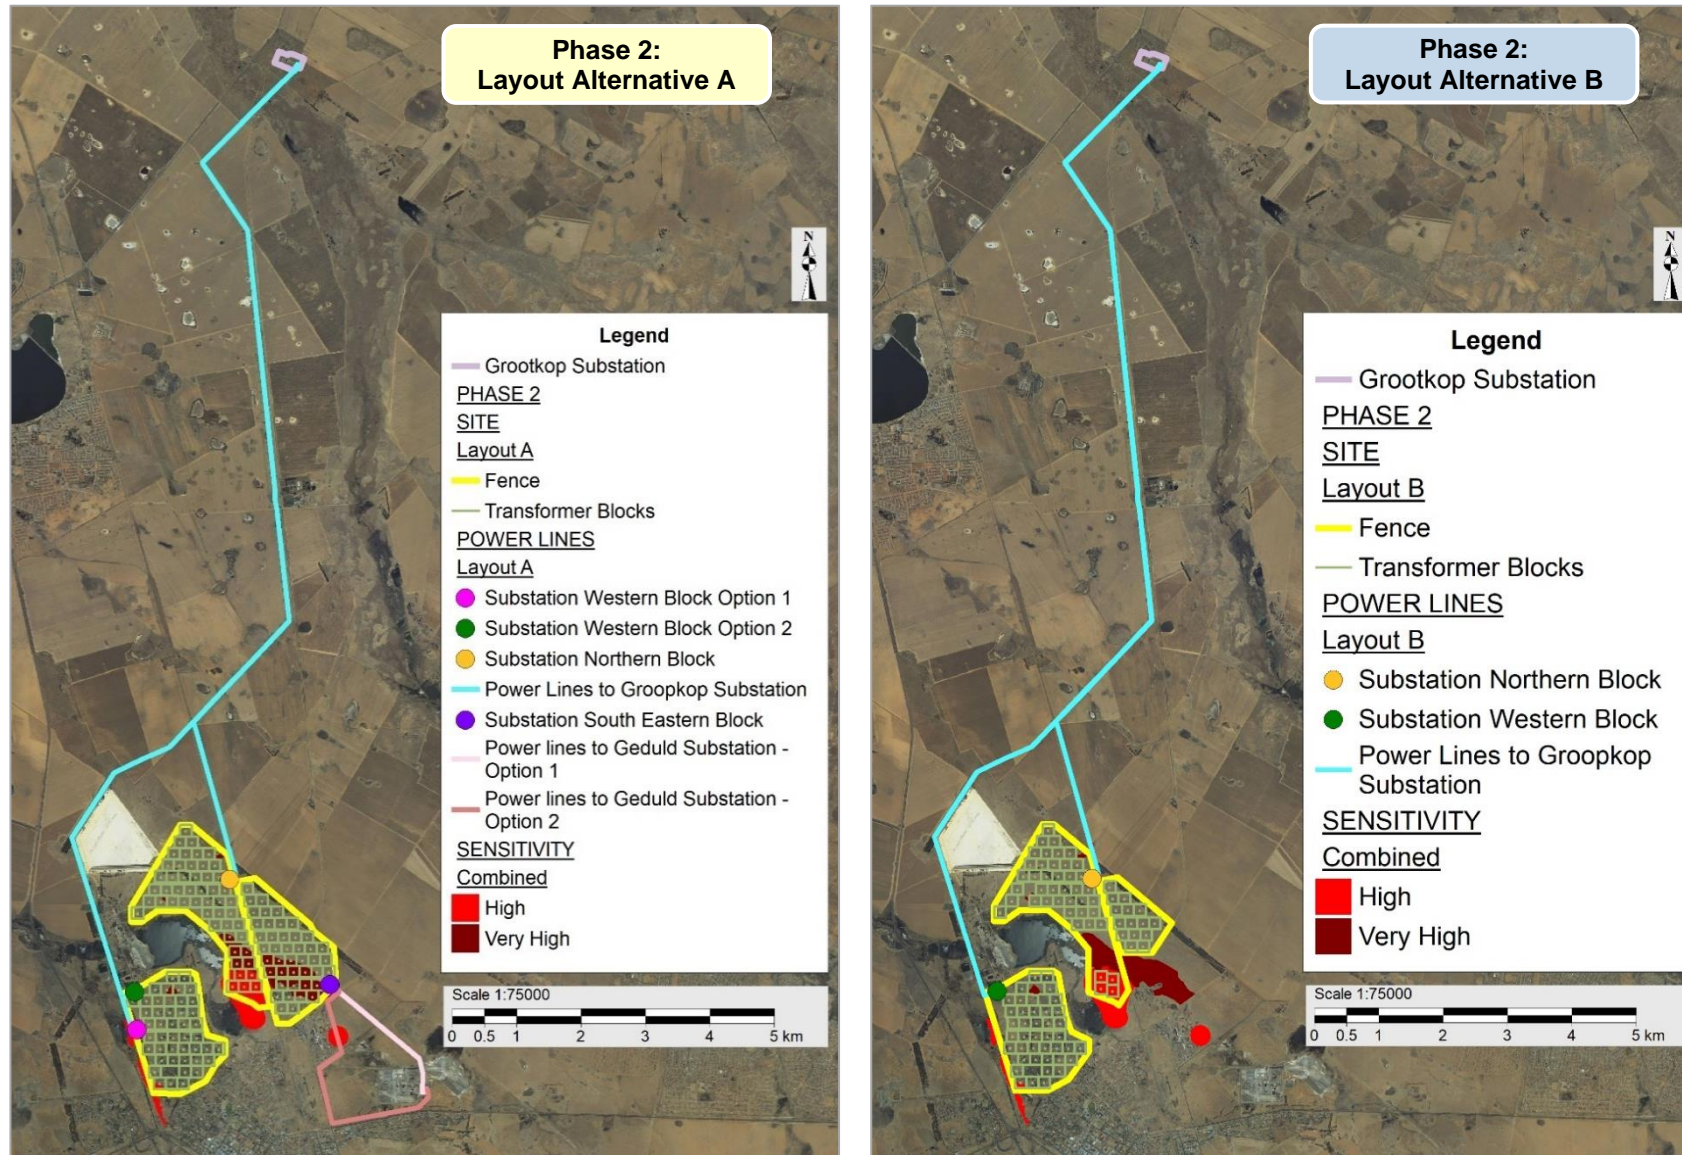 Phase 2:
Layout Alternative A
N
Legend
Grootkop Substation
PHASE 2
SITE
Layout A
Fence
Transformer Blocks
POWER LINES
Layout A
Substation Western Block Option 1
Substation Western Block Option 2
Substation Northern Block
Power Lines to Groopkop Substation
Substation South Eastern Block
Power lines to Geduld Substation -
Option 1
Power lines to Geduld Substation -
Option 2
SENSITIVITY
Combined
High
Very High
Scale 1:75000
0 0.5 1 2 3 4 5 km
Phase 2:
Layout Alternative B
N
Legend
Grootkop Substation
PHASE 2
SITE
Layout B
Fence
Transformer Blocks
POWER LINES
Layout B
Substation Northern Block
Substation Western Block
Power Lines to Groopkop
Substation
SENSITIVITY
Combined
High
Very High
Scale 1:75000
0 0.5 1 2 3 4 5 km